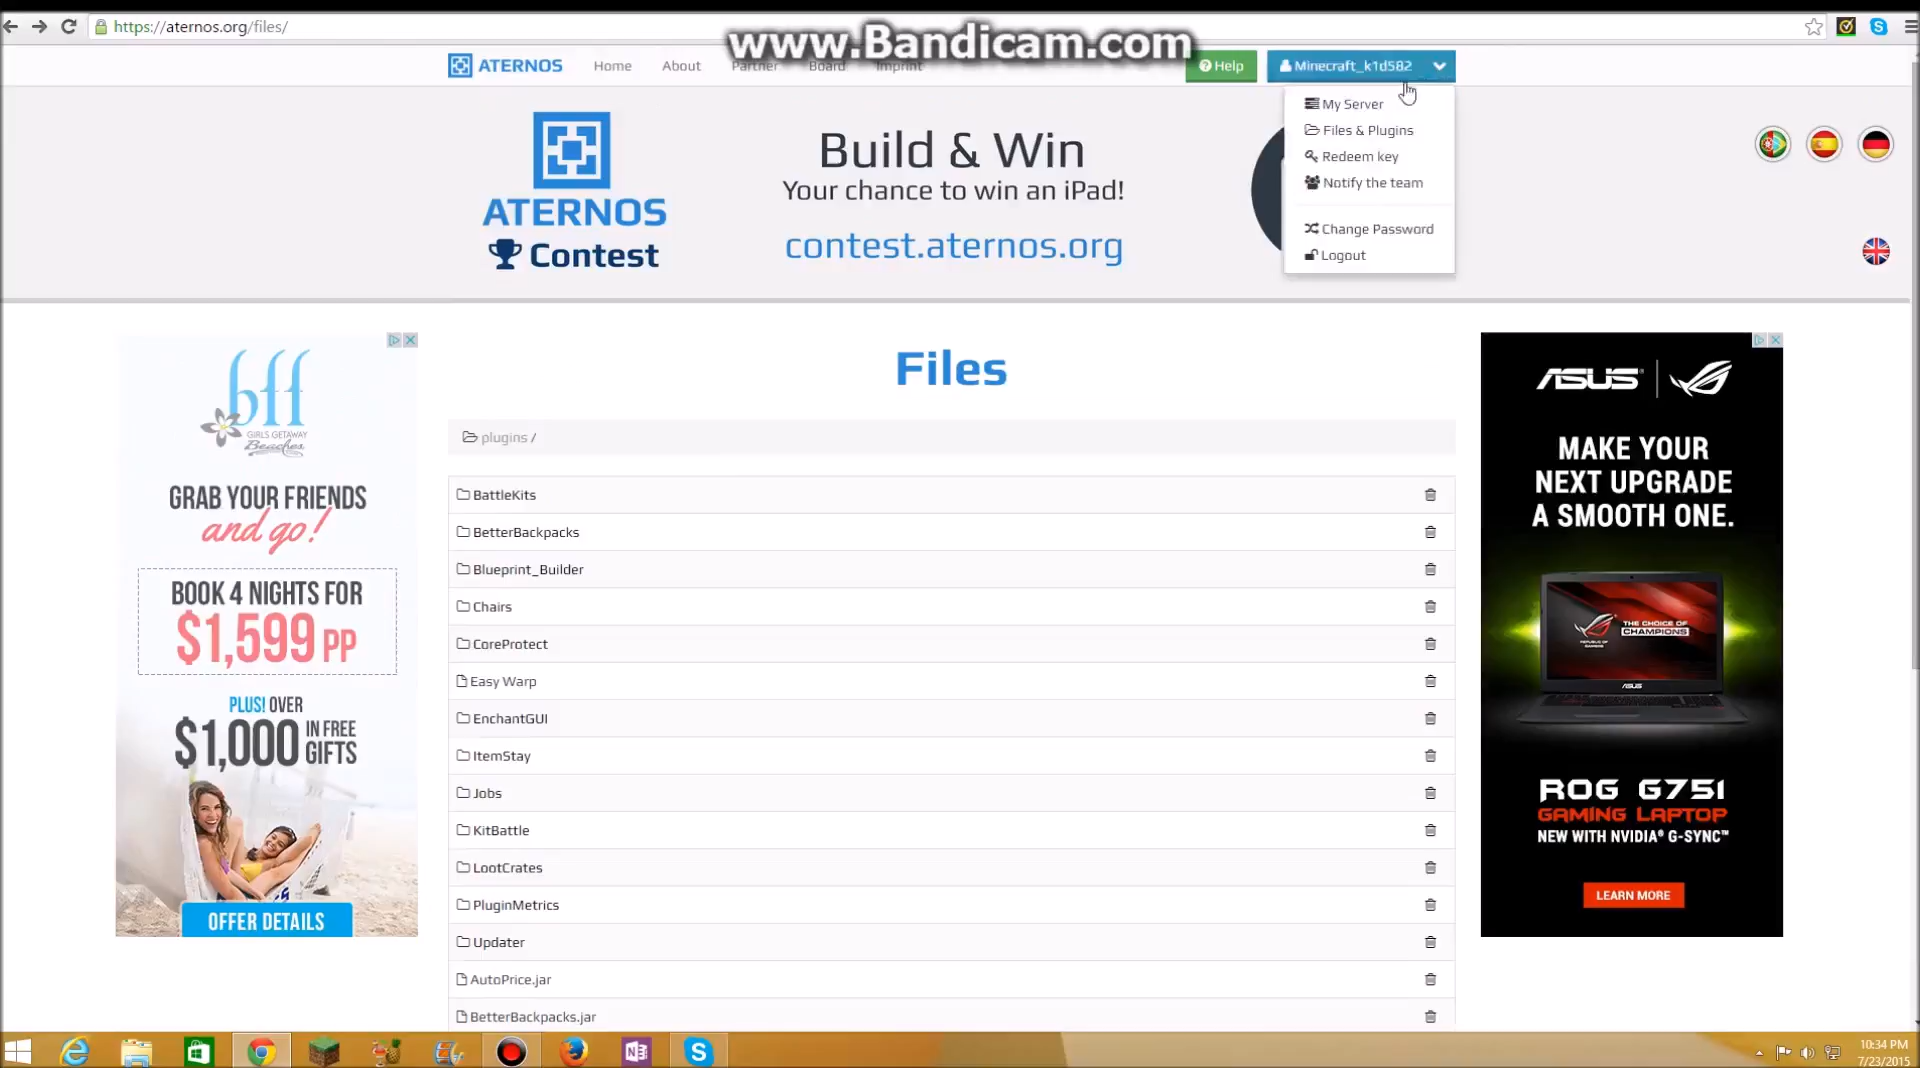 https://aternos.org/files/
www.Bandicam.com
ATERNOS
Home
About
Partner
Board
Imprint
Help
Minecraft_k1d582
My Server
Files & Plugins
Redeem key
Notify the team
Change Password
Logout
ATERNOS
Contest
Build & Win
Your chance to win an iPad!
contest.aternos.org
Files
plugins /
BattleKits
BetterBackpacks
Blueprint_Builder
Chairs
CoreProtect
Easy Warp
EnchantGUI
ItemStay
Jobs
KitBattle
LootCrates
PluginMetrics
Updater
AutoPrice.jar
BetterBackpacks.jar
bff
GIRLS GETAWAY
Beaches
GRAB YOUR FRIENDS
and go!
BOOK 4 NIGHTS FOR
$1,599 PP
PLUS! OVER
$1,000 IN FREE GIFTS
OFFER DETAILS
ASUS
MAKE YOUR
NEXT UPGRADE
A SMOOTH ONE.
REPUBLIC OF
GAMERS
THE CHOICE OF
CHAMPIONS
ASUS
ROG G751
GAMING LAPTOP
NEW WITH NVIDIA® G-SYNC™
LEARN MORE
10:34 PM
7/23/2015